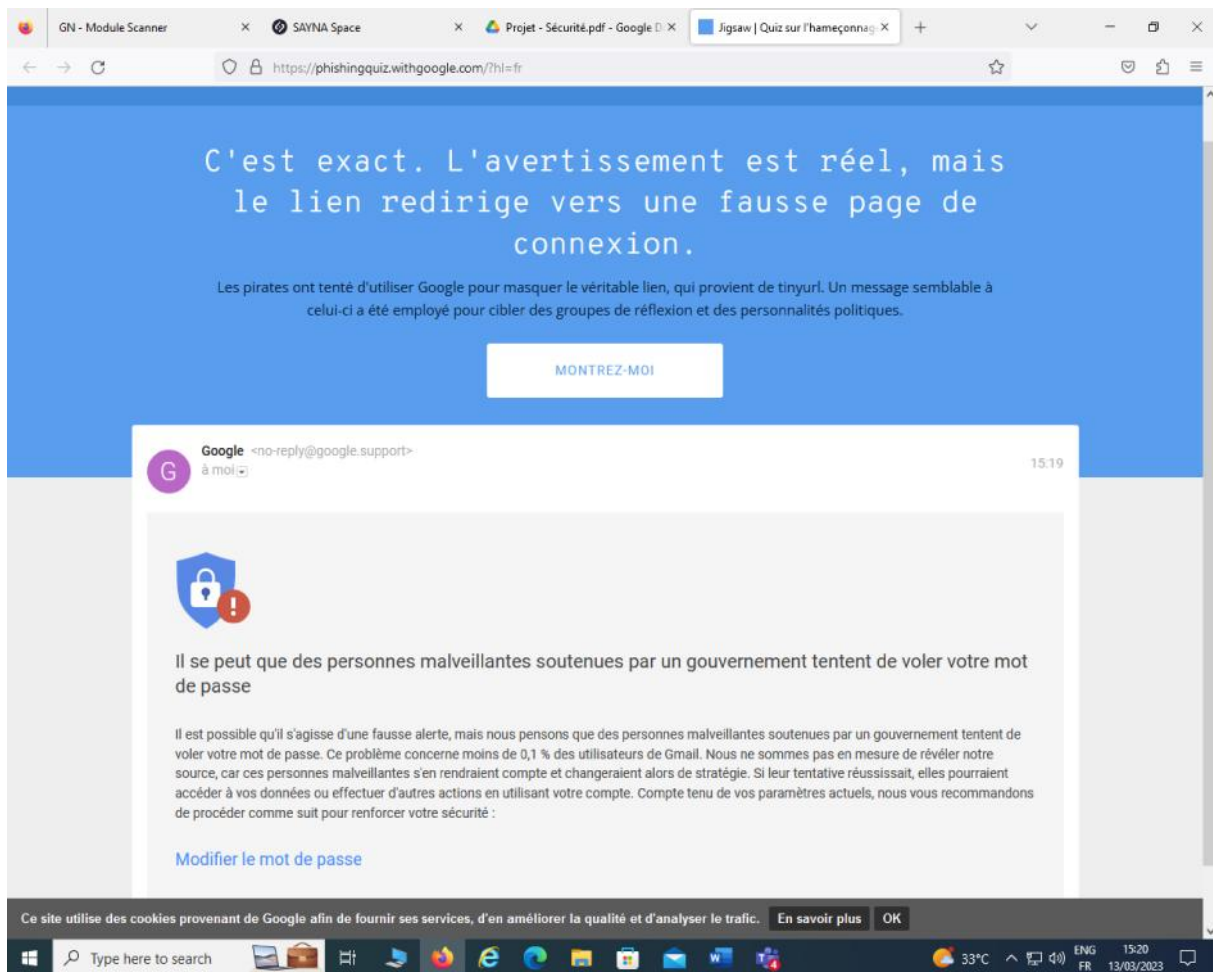 GN - Module Scanner
SAYNA Space
Projet - Sécurité.pdf - Google D
Jigsaw | Quiz sur l'hameçonnag
https://phishingquiz.withgoogle.com/?hl=fr
C'est exact. L'avertissement est réel, mais
le lien redirige vers une fausse page de
connexion.
Les pirates ont tenté d'utiliser Google pour masquer le véritable lien, qui provient de tinyurl. Un message semblable à
celui-ci a été employé pour cibler des groupes de réflexion et des personnalités politiques.
MONTREZ-MOI
G
Google <no-reply@google.support>
à moi
15:19
Il se peut que des personnes malveillantes soutenues par un gouvernement tentent de voler votre mot
de passe
Il est possible qu'il s'agisse d'une fausse alerte, mais nous pensons que des personnes malveillantes soutenues par un gouvernement tentent de
voler votre mot de passe. Ce problème concerne moins de 0,1 % des utilisateurs de Gmail. Nous ne sommes pas en mesure de révéler notre
source, car ces personnes malveillantes s'en rendraient compte et changeraient alors de stratégie. Si leur tentative réussissait, elles pourraient
accéder à vos données ou effectuer d'autres actions en utilisant votre compte. Compte tenu de vos paramètres actuels, nous vous recommandons
de procéder comme suit pour renforcer votre sécurité :
Modifier le mot de passe
Ce site utilise des cookies provenant de Google afin de fournir ses services, d'en améliorer la qualité et d'analyser le trafic. En savoir plus OK
Type here to search
33°C
ENG
FR
15:20
13/03/2023